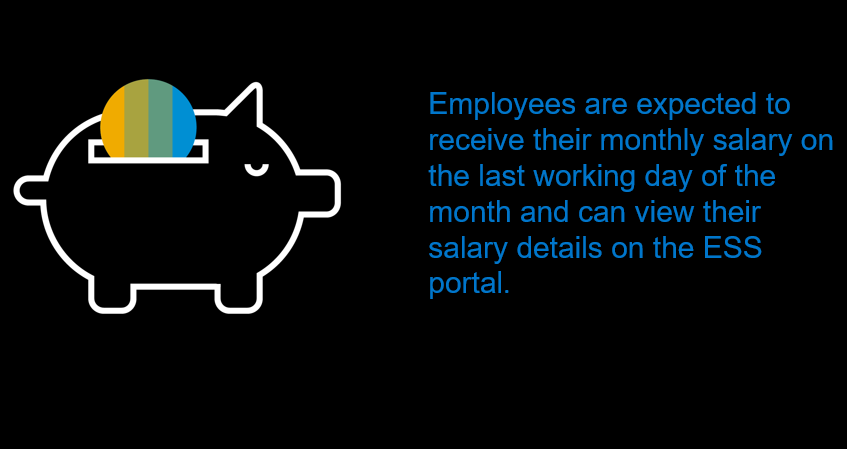 Employees are expected to
receive their monthly salary on
the last working day of the
month and can view their
salary details on the ESS
portal.